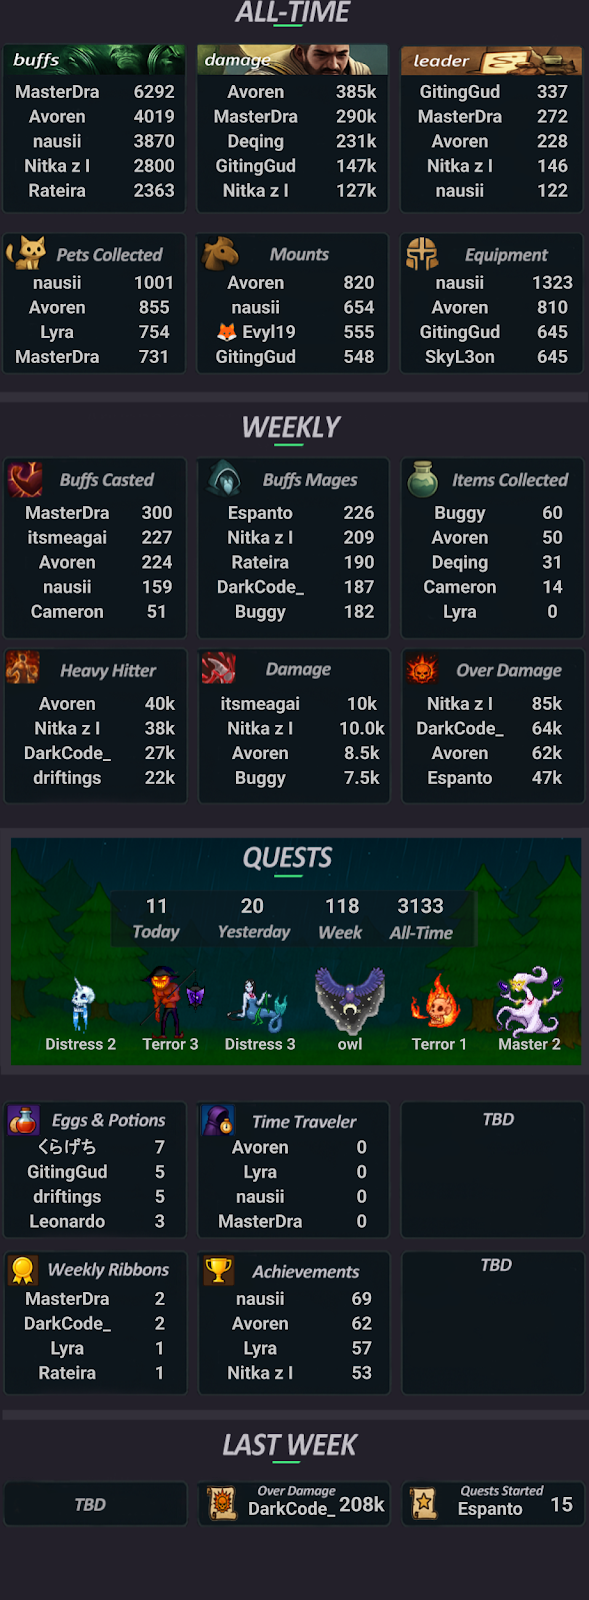 ALL-TIME
buffs
MasterDra 6292
Avoren 4019
nausii 3870
Nitka z I 2800
Rateira 2363
damage
Avoren 385k
MasterDra 290k
Deqing 231k
GitingGud 147k
Nitka z I 127k
leader
GitingGud 337
MasterDra 272
Avoren 228
Nitka z I 146
nausii 122
Pets Collected
nausii 1001
Avoren 855
Lyra 754
MasterDra 731
Mounts
Avoren 820
nausii 654
🦊 Evyl19 555
GitingGud 548
Equipment
nausii 1323
Avoren 810
GitingGud 645
SkyL3on 645
WEEKLY
Buffs Casted
MasterDra 300
itsmeagai 227
Avoren 224
nausii 159
Cameron 51
Buffs Mages
Espanto 226
Nitka z I 209
Rateira 190
DarkCode_ 187
Buggy 182
Items Collected
Buggy 60
Avoren 50
Deqing 31
Cameron 14
Lyra 0
Heavy Hitter
Avoren 40k
Nitka z I 38k
DarkCode_ 27k
driftings 22k
Damage
itsmeagai 10k
Nitka z I 10.0k
Avoren 8.5k
Buggy 7.5k
Over Damage
Nitka z I 85k
DarkCode_ 64k
Avoren 62k
Espanto 47k
QUESTS
11 20 118 3133
Today Yesterday Week All-Time
Distress 2 Terror 3 Distress 3 owl Terror 1 Master 2
Eggs & Potions
くらげち 7
GitingGud 5
driftings 5
Leonardo 3
Time Traveler
Avoren 0
Lyra 0
nausii 0
MasterDra 0
TBD
Weekly Ribbons
MasterDra 2
DarkCode_ 2
Lyra 1
Rateira 1
Achievements
nausii 69
Avoren 62
Lyra 57
Nitka z I 53
TBD
LAST WEEK
TBD
Over Damage
DarkCode_ 208k
Quests Started
Espanto 15